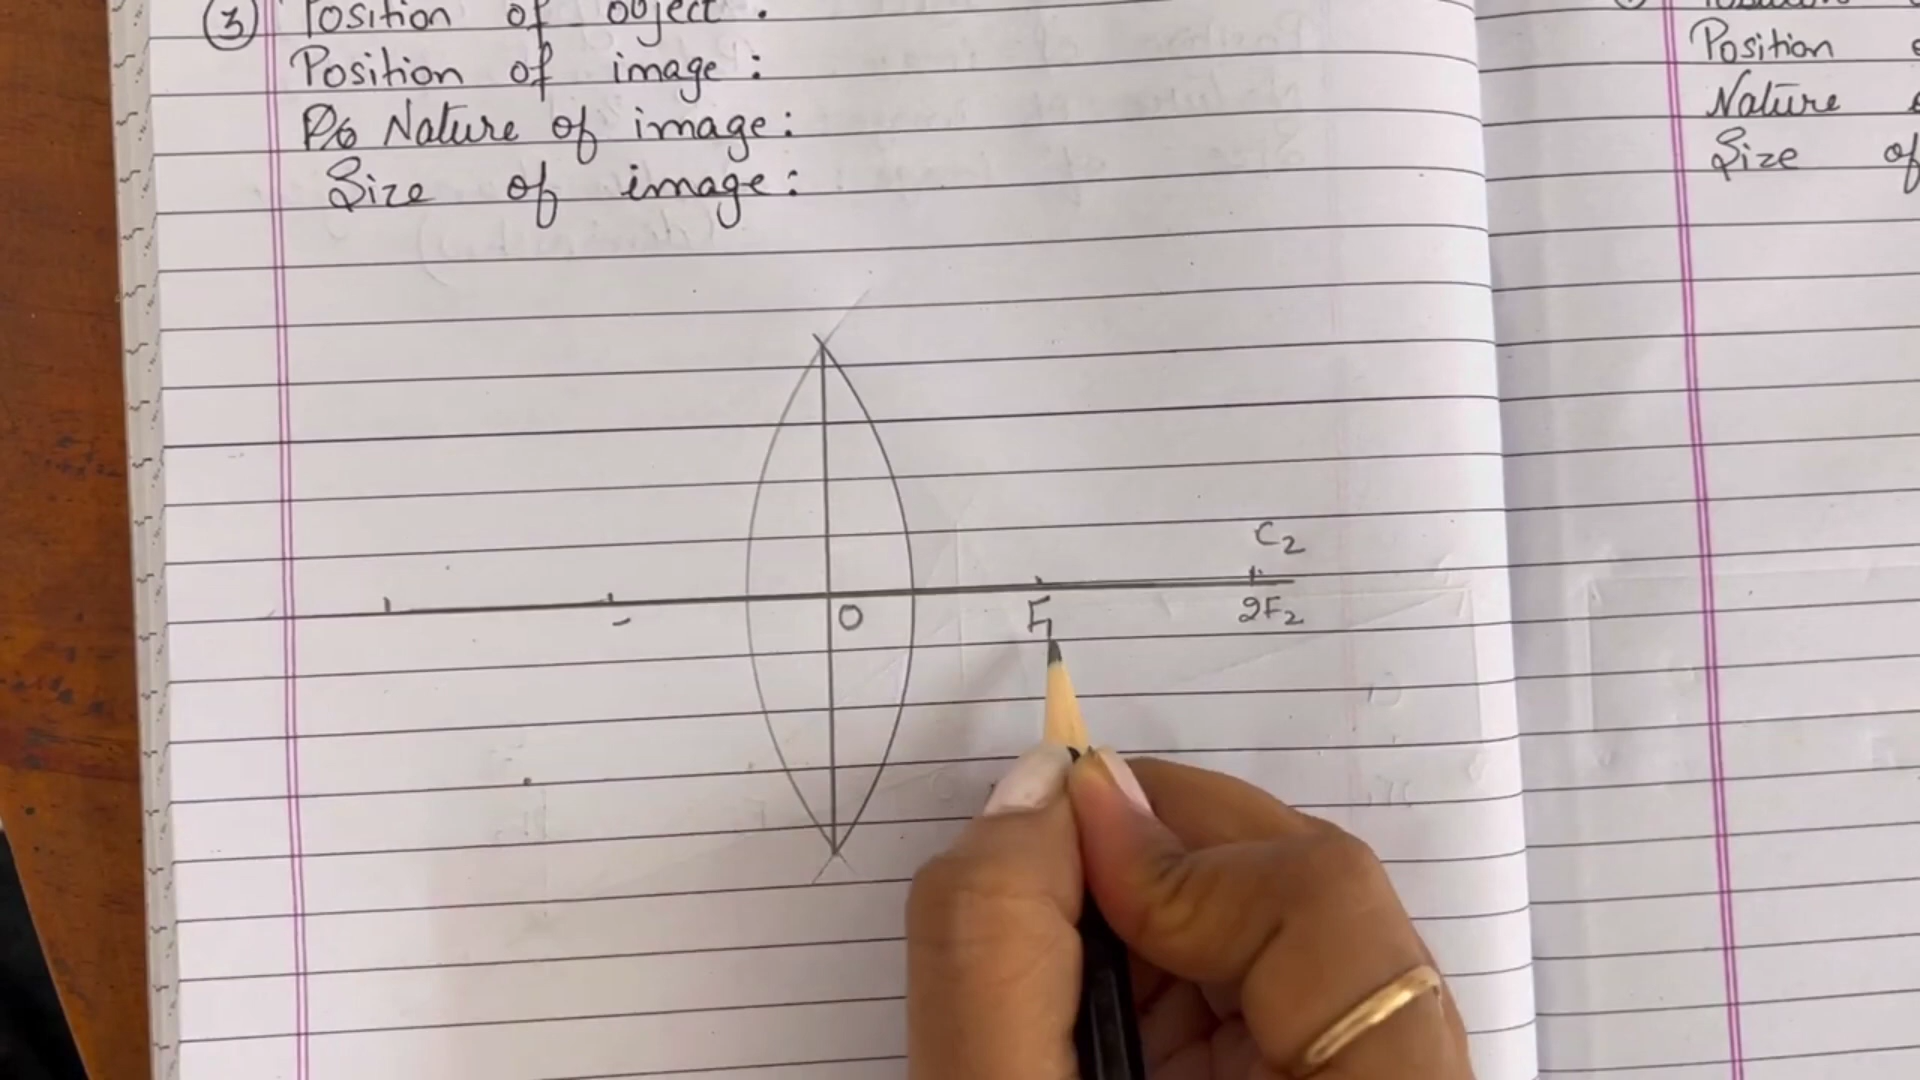 ③ Position of object :
Position of image :
Nature of image :
Size of image :
Position
Nature
Size of
C₂
O F 2F₂